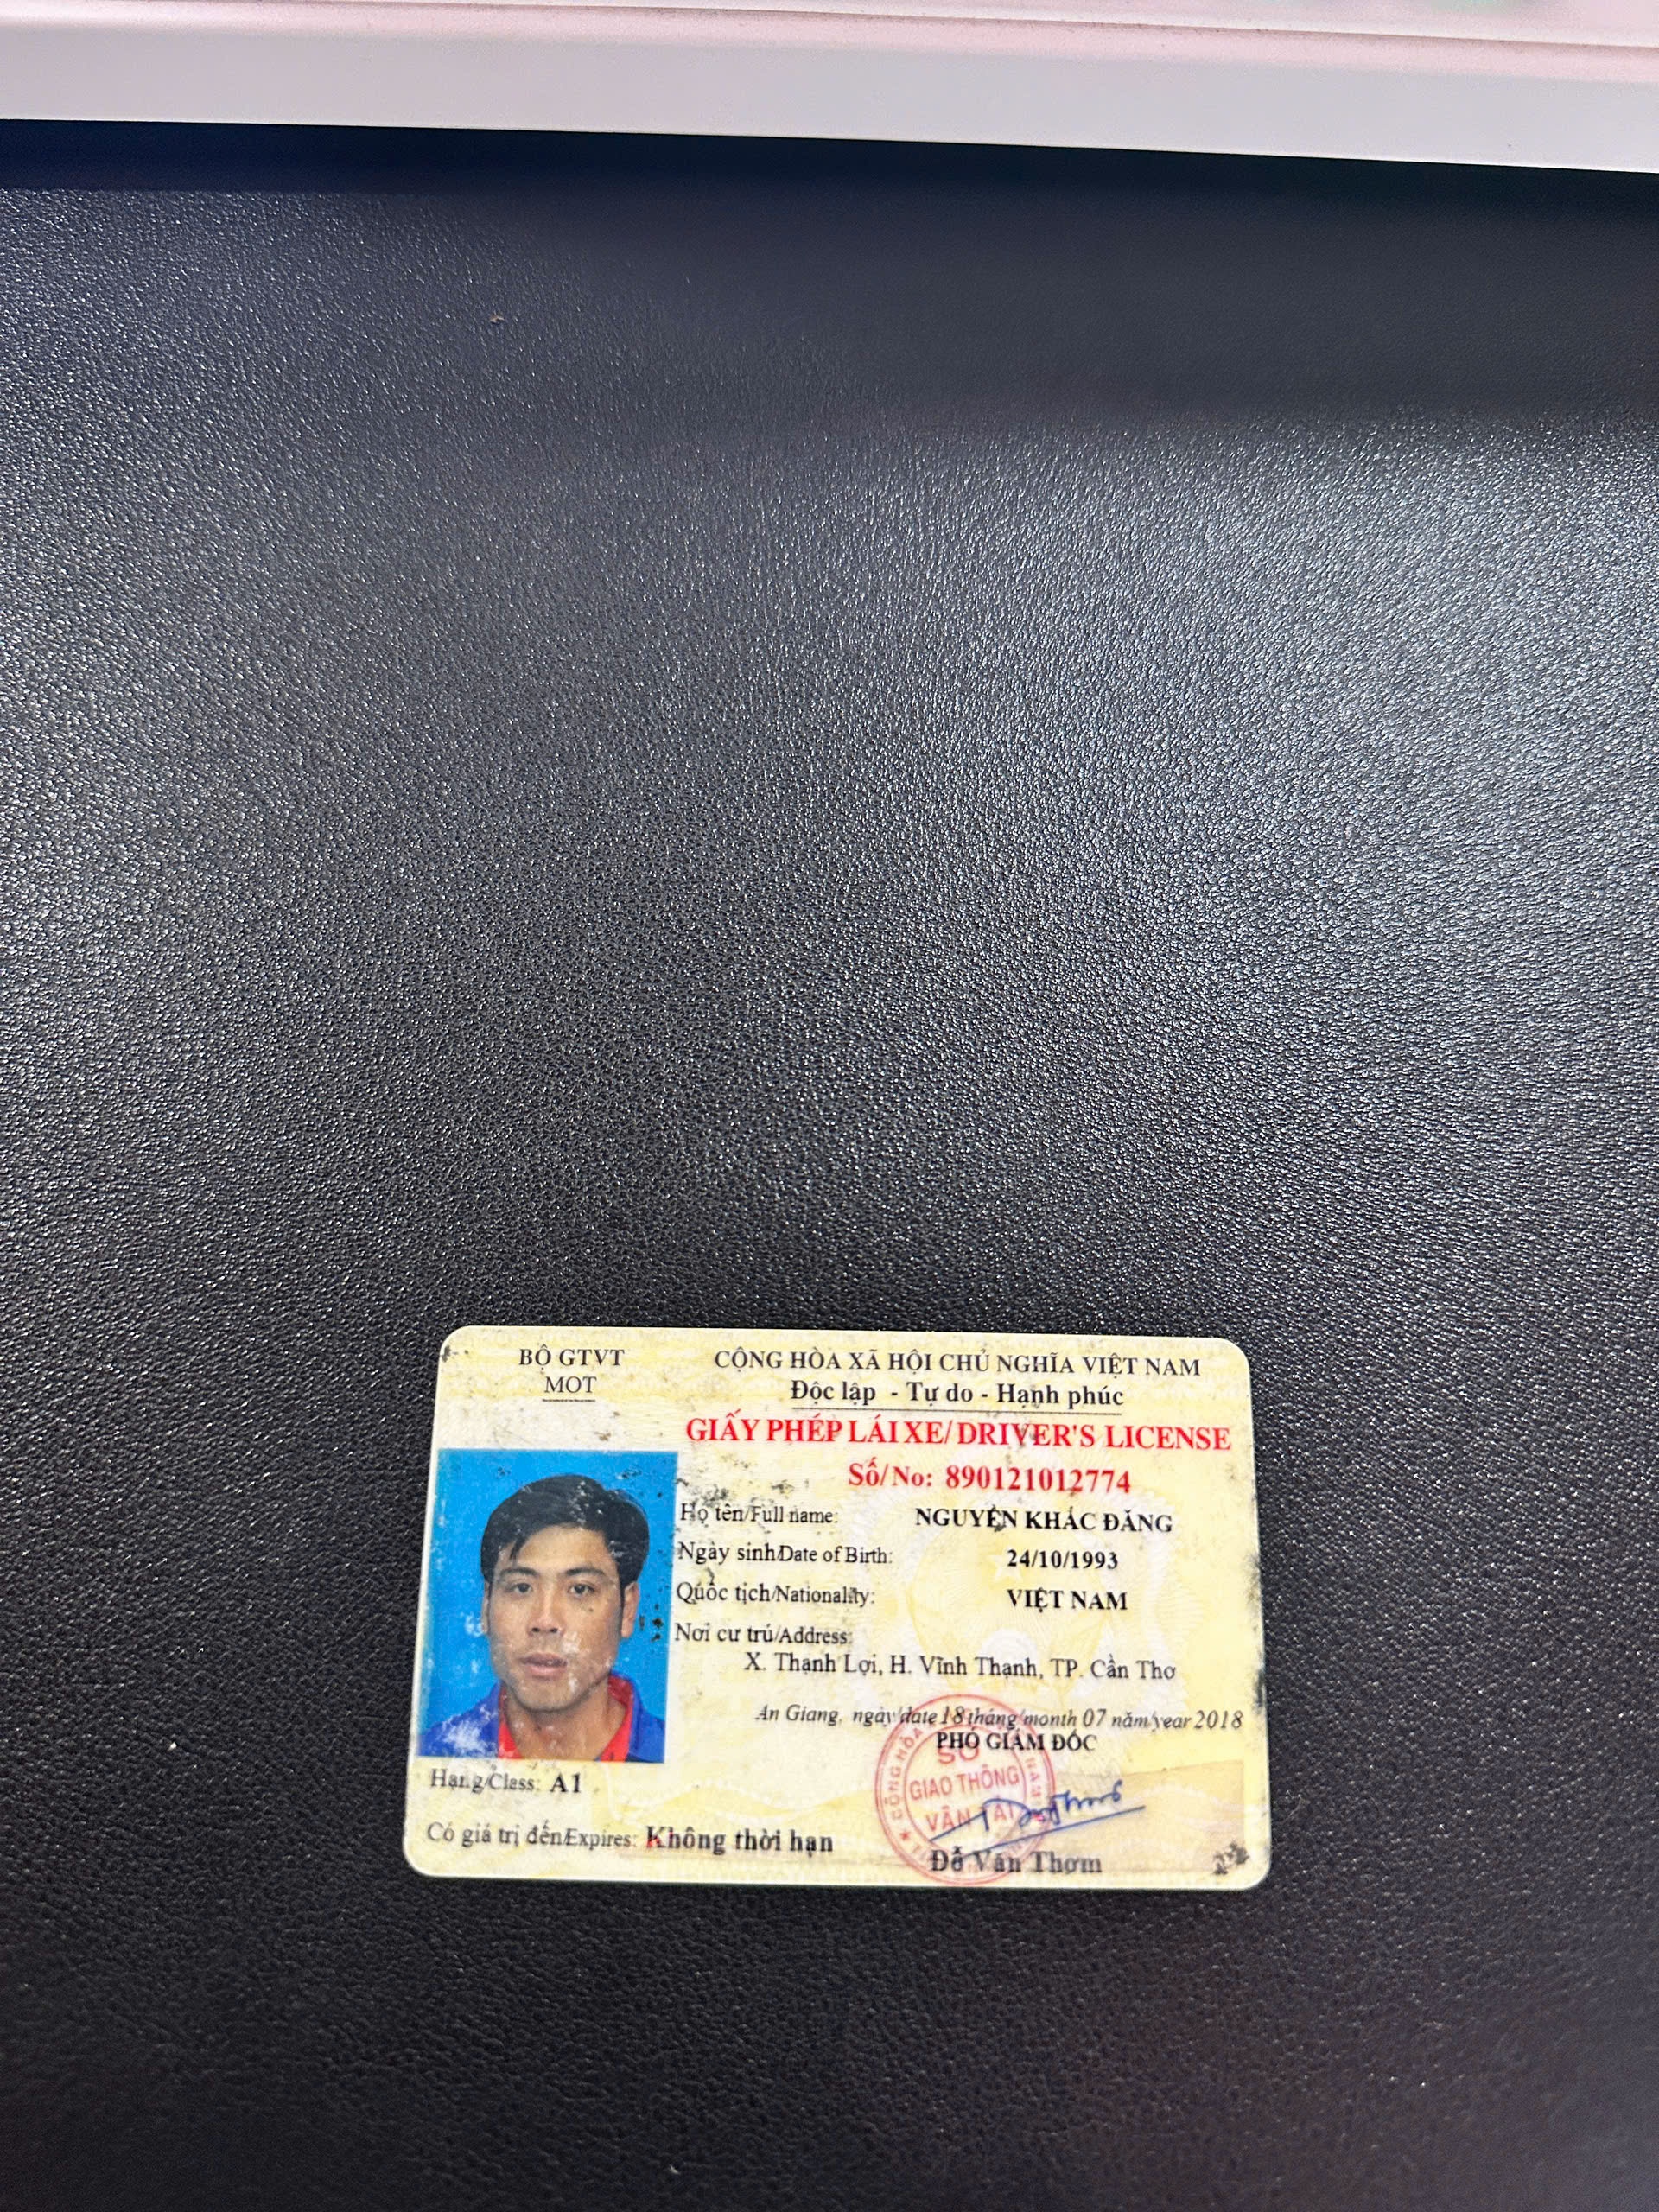 BỘ GTVT
MOT
CỘNG HÒA XÃ HỘI CHỦ NGHĨA VIỆT NAM
Độc lập - Tự do - Hạnh phúc
GIẤY PHÉP LÁI XE/DRIVER'S LICENSE
Số/No: 890121012774
Họ tên/Full name: NGUYỄN KHẮC ĐĂNG
Ngày sinh/Date of Birth: 24/10/1993
Quốc tịch/Nationality: VIỆT NAM
Nơi cư trú/Address:
X. Thạnh Lợi, H. Vĩnh Thạnh, TP. Cần Thơ
An Giang, ngày/date 18 tháng/month 07 năm/year 2018
PHÓ GIÁM ĐỐC
SỞ
GIAO THÔNG
VẬN TẢI
Đỗ Văn Thơm
Hạng/Class: A1
Có giá trị đến/Expires: Không thời hạn